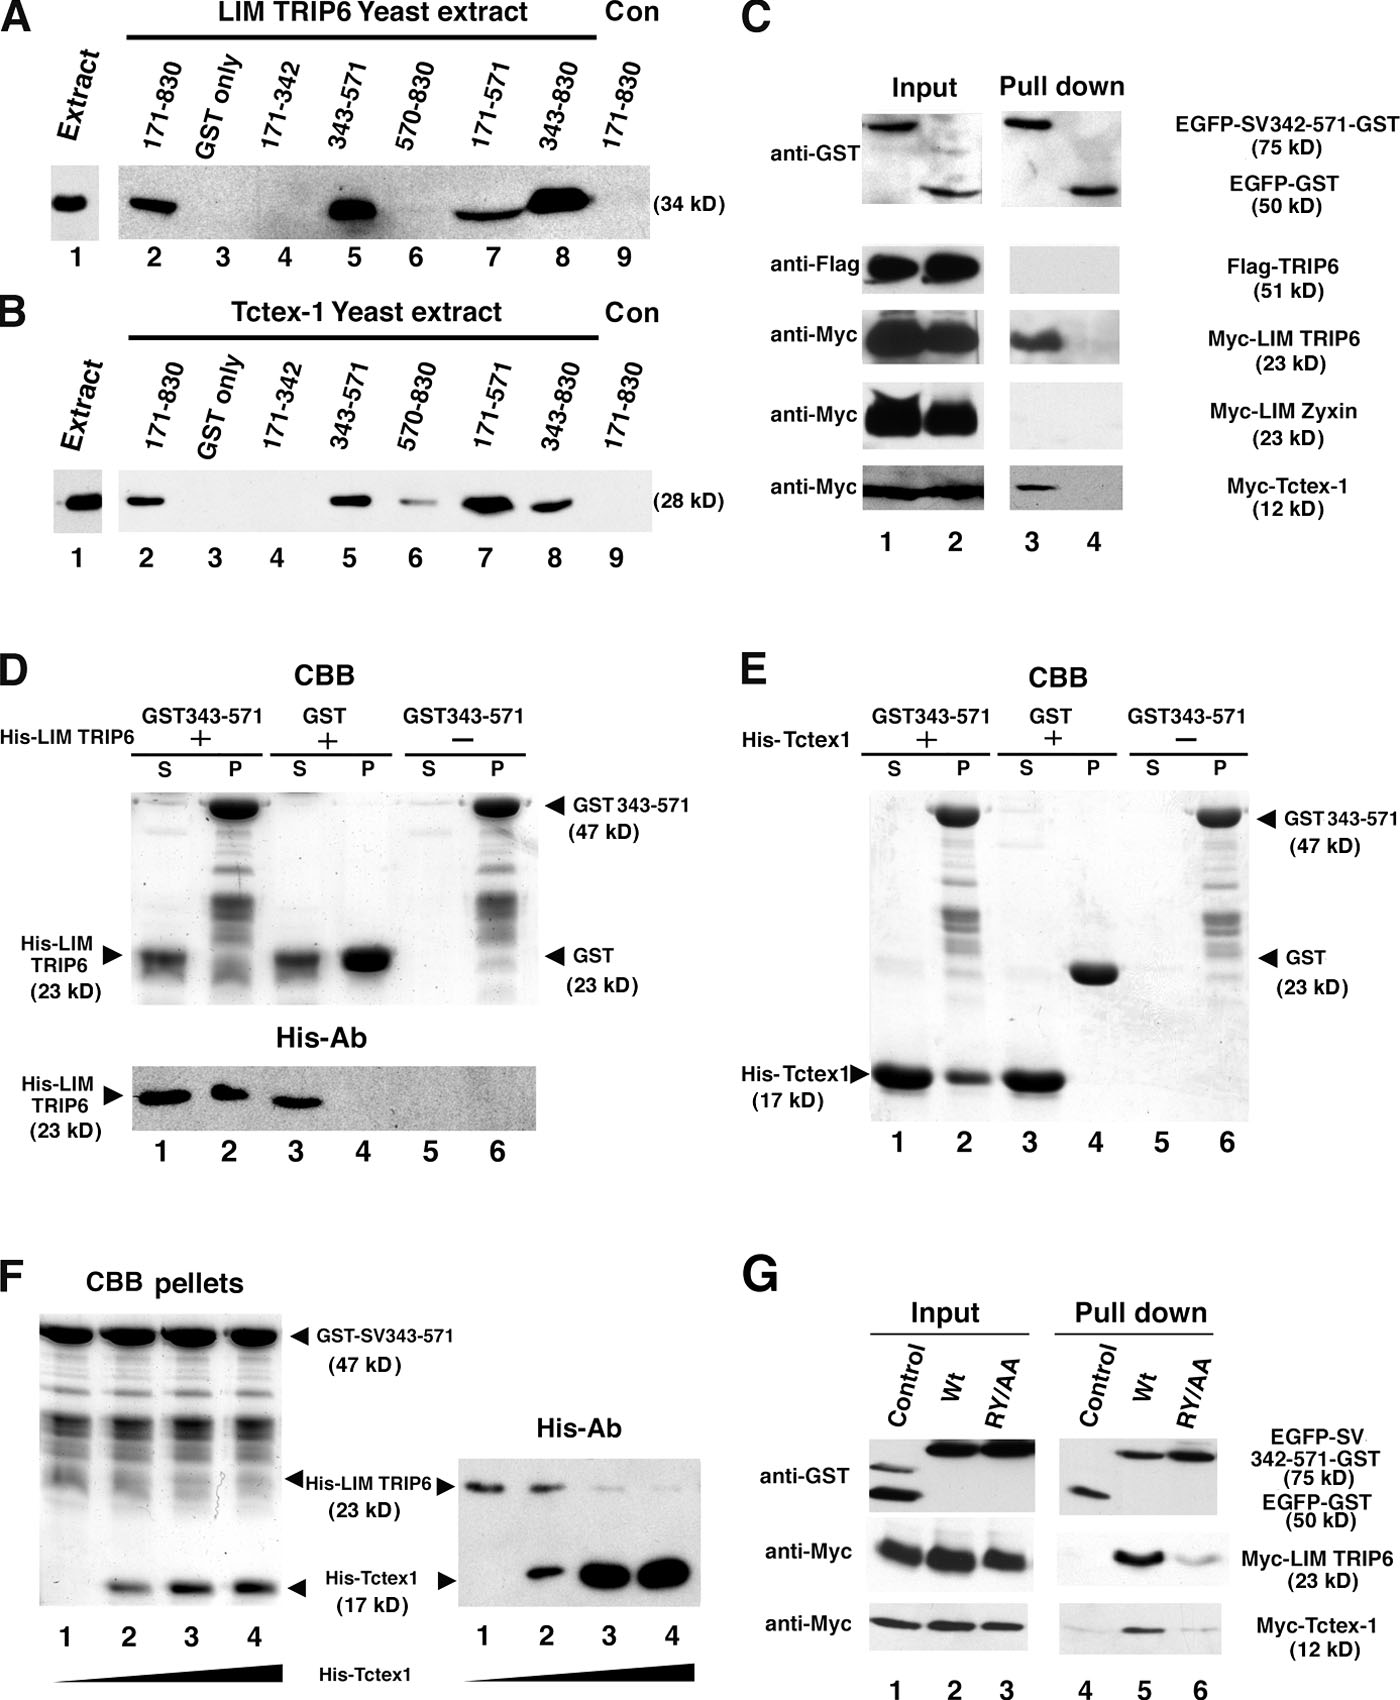 A
LIM TRIP6 Yeast extract
Con
Extract
171-830
GST only
171-342
343-571
570-830
171-571
343-830
171-830
(34 kD)
1 2 3 4 5 6 7 8 9
B
Tctex-1 Yeast extract
Con
Extract
171-830
GST only
171-342
343-571
570-830
171-571
343-830
171-830
(28 kD)
1 2 3 4 5 6 7 8 9
C
Input Pull down
anti-GST
EGFP-SV342-571-GST
(75 kD)
EGFP-GST
(50 kD)
anti-Flag
Flag-TRIP6
(51 kD)
anti-Myc
Myc-LIM TRIP6
(23 kD)
anti-Myc
Myc-LIM Zyxin
(23 kD)
anti-Myc
Myc-Tctex-1
(12 kD)
1 2 3 4
D
CBB
GST343-571 GST GST343-571
His-LIM TRIP6 + + −
S P S P S P
GST343-571
(47 kD)
His-LIM
TRIP6
(23 kD)
GST
(23 kD)
His-Ab
His-LIM
TRIP6
(23 kD)
1 2 3 4 5 6
E
CBB
GST343-571 GST GST343-571
His-Tctex1 + + −
S P S P S P
GST343-571
(47 kD)
GST
(23 kD)
His-Tctex1
(17 kD)
1 2 3 4 5 6
F
CBB pellets
GST-SV343-571
(47 kD)
His-Ab
His-LIM TRIP6
(23 kD)
His-Tctex1
(17 kD)
1 2 3 4
1 2 3 4
His-Tctex1
G
Input Pull down
Control
Wt
RY/AA
Control
Wt
RY/AA
anti-GST
EGFP-SV
342-571-GST
(75 kD)
EGFP-GST
(50 kD)
anti-Myc
Myc-LIM TRIP6
(23 kD)
anti-Myc
Myc-Tctex-1
(12 kD)
1 2 3 4 5 6